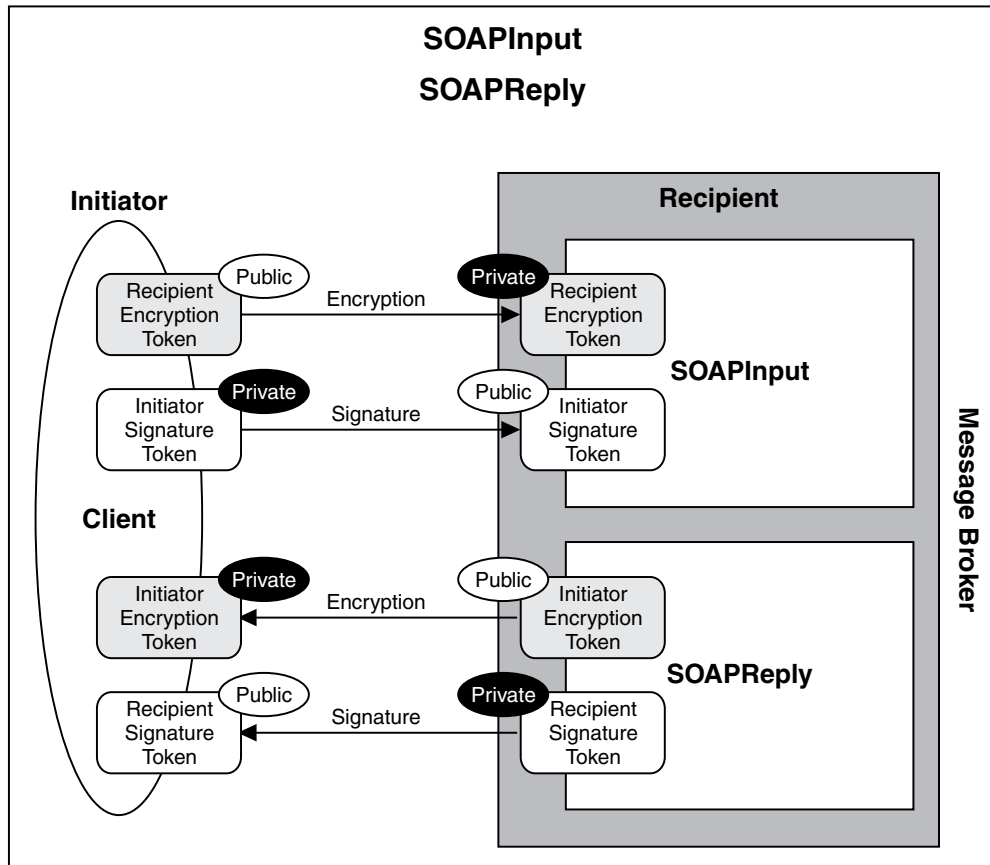 SOAPInput
SOAPReply
Initiator
Recipient
Public
Private
Recipient
Encryption
Token
Encryption
Recipient
Encryption
Token
SOAPInput
Private
Public
Initiator
Signature
Token
Signature
Initiator
Signature
Token
Client
Message Broker
Private
Public
Initiator
Encryption
Token
Encryption
Initiator
Encryption
Token
SOAPReply
Public
Private
Recipient
Signature
Token
Signature
Recipient
Signature
Token